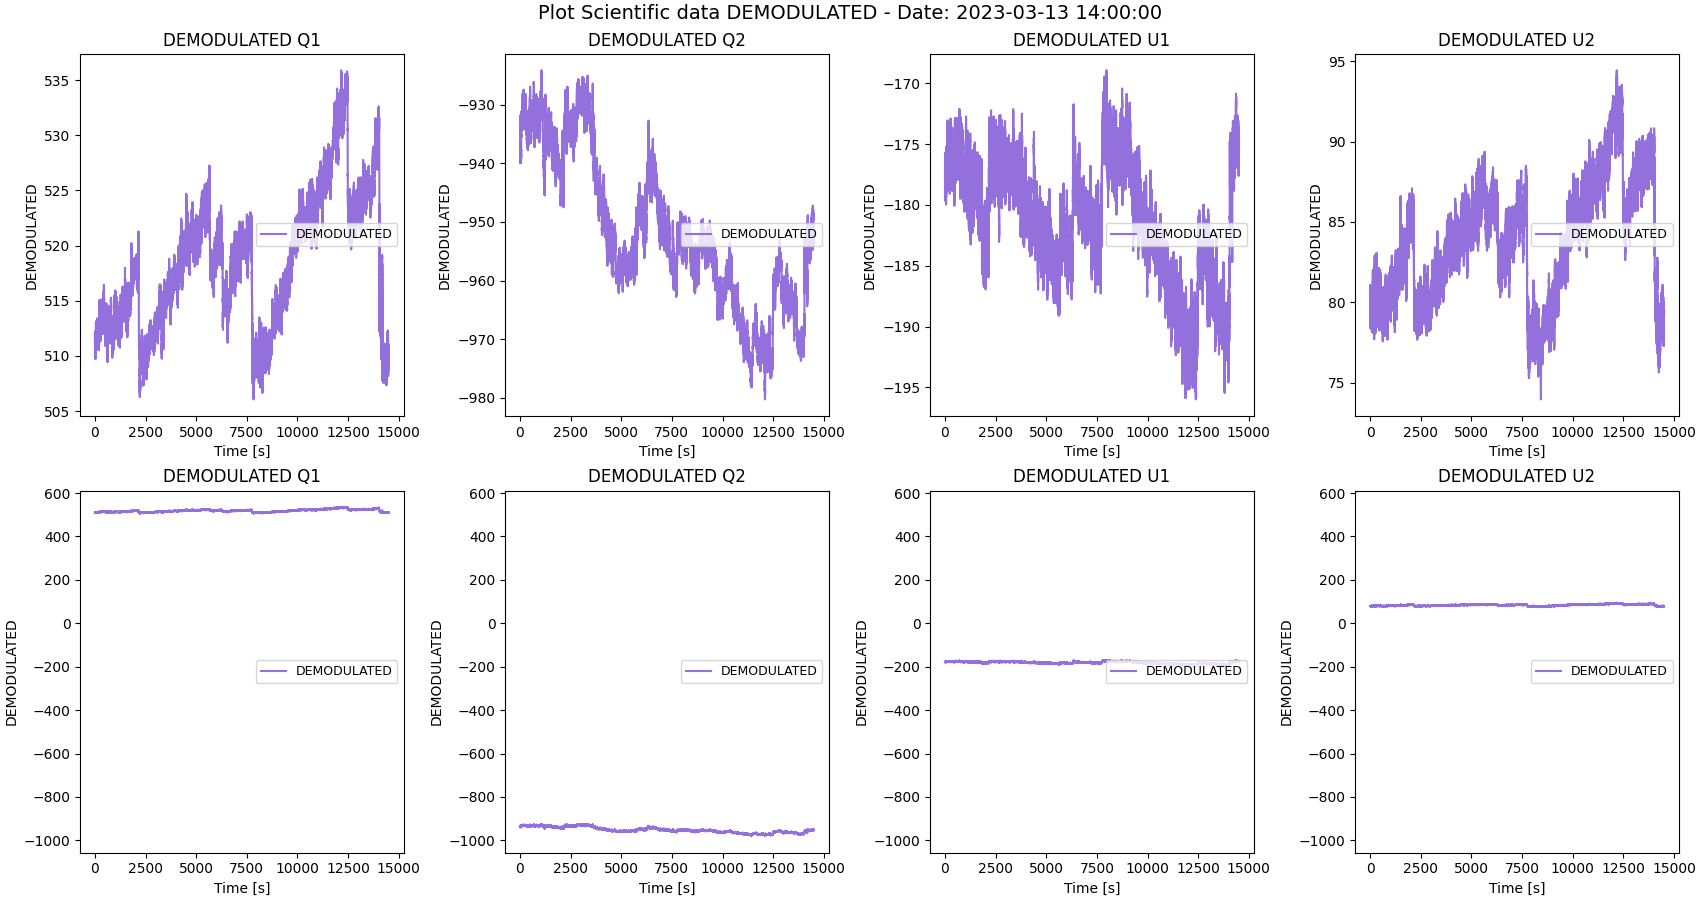 Plot Scientific data DEMODULATED - Date: 2023-03-13 14:00:00
DEMODULATED Q1
DEMODULATED
535
530
525
520
515
510
505
0 2500 5000 7500 10000 12500 15000
Time [s]
DEMODULATED
DEMODULATED Q2
DEMODULATED
−930
−940
−950
−960
−970
−980
0 2500 5000 7500 10000 12500 15000
Time [s]
DEMODULATED
DEMODULATED U1
DEMODULATED
−170
−175
−180
−185
−190
−195
0 2500 5000 7500 10000 12500 15000
Time [s]
DEMODULATED
DEMODULATED U2
DEMODULATED
95
90
85
80
75
0 2500 5000 7500 10000 12500 15000
Time [s]
DEMODULATED
DEMODULATED Q1
DEMODULATED
600
400
200
0
−200
−400
−600
−800
−1000
0 2500 5000 7500 10000 12500 15000
Time [s]
DEMODULATED
DEMODULATED Q2
DEMODULATED
600
400
200
0
−200
−400
−600
−800
−1000
0 2500 5000 7500 10000 12500 15000
Time [s]
DEMODULATED
DEMODULATED U1
DEMODULATED
600
400
200
0
−200
−400
−600
−800
−1000
0 2500 5000 7500 10000 12500 15000
Time [s]
DEMODULATED
DEMODULATED U2
DEMODULATED
600
400
200
0
−200
−400
−600
−800
−1000
0 2500 5000 7500 10000 12500 15000
Time [s]
DEMODULATED